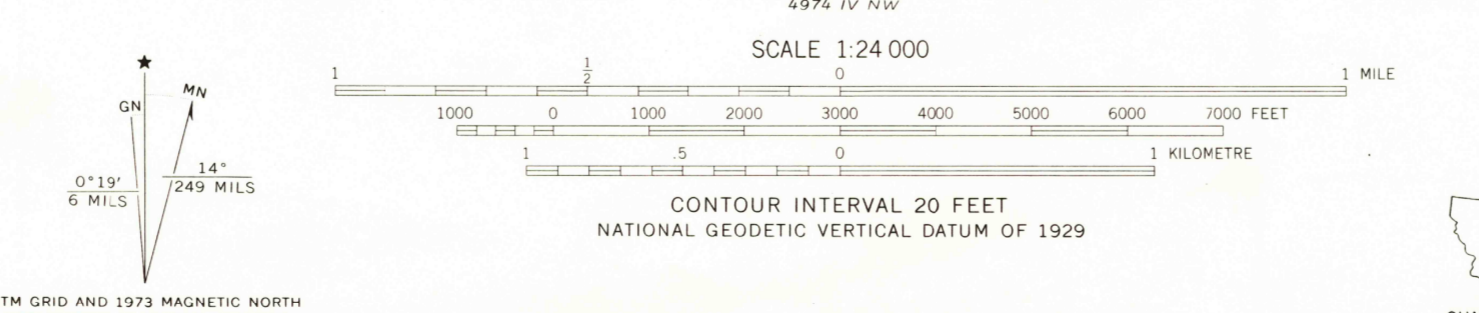 4974 IV NW
SCALE 1:24 000
1 1/2 0 1 MILE
1000 0 1000 2000 3000 4000 5000 6000 7000 FEET
1 .5 0 1 KILOMETRE
CONTOUR INTERVAL 20 FEET
NATIONAL GEODETIC VERTICAL DATUM OF 1929
GN
MN
0°19′
6 MILS
14°
249 MILS
TM GRID AND 1973 MAGNETIC NORTH